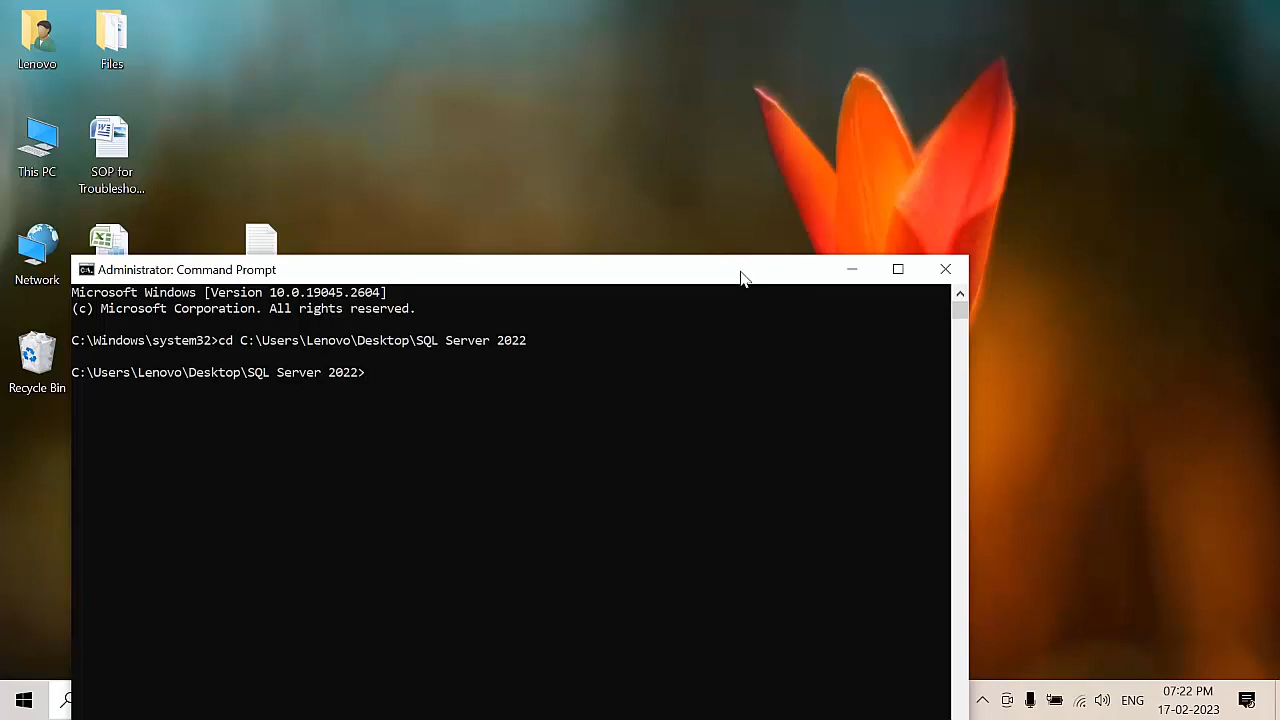 Lenovo
Files
This PC
SOP for
Troublesho...
Network
Recycle Bin
Administrator: Command Prompt
Microsoft Windows [Version 10.0.19045.2604]
(c) Microsoft Corporation. All rights reserved.
C:\Windows\system32>cd C:\Users\Lenovo\Desktop\SQL Server 2022
C:\Users\Lenovo\Desktop\SQL Server 2022>
ENG
07:22 PM
17-02-2023